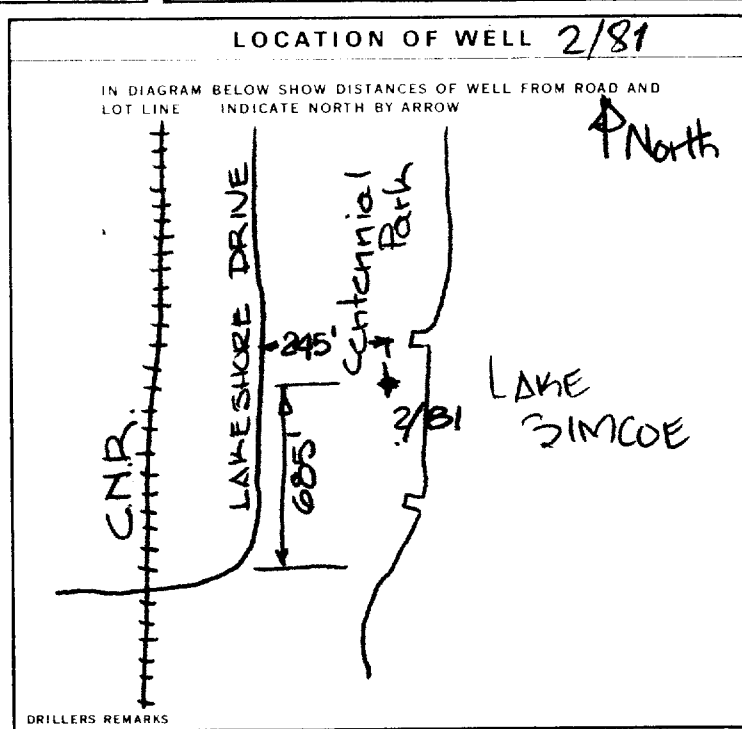 LOCATION OF WELL 2/81
IN DIAGRAM BELOW SHOW DISTANCES OF WELL FROM ROAD AND
LOT LINE INDICATE NORTH BY ARROW
North
C.N.R.
LAKESHORE DRIVE
Centennial
Park
245'
685'
2/81
LAKE
SIMCOE
DRILLERS REMARKS